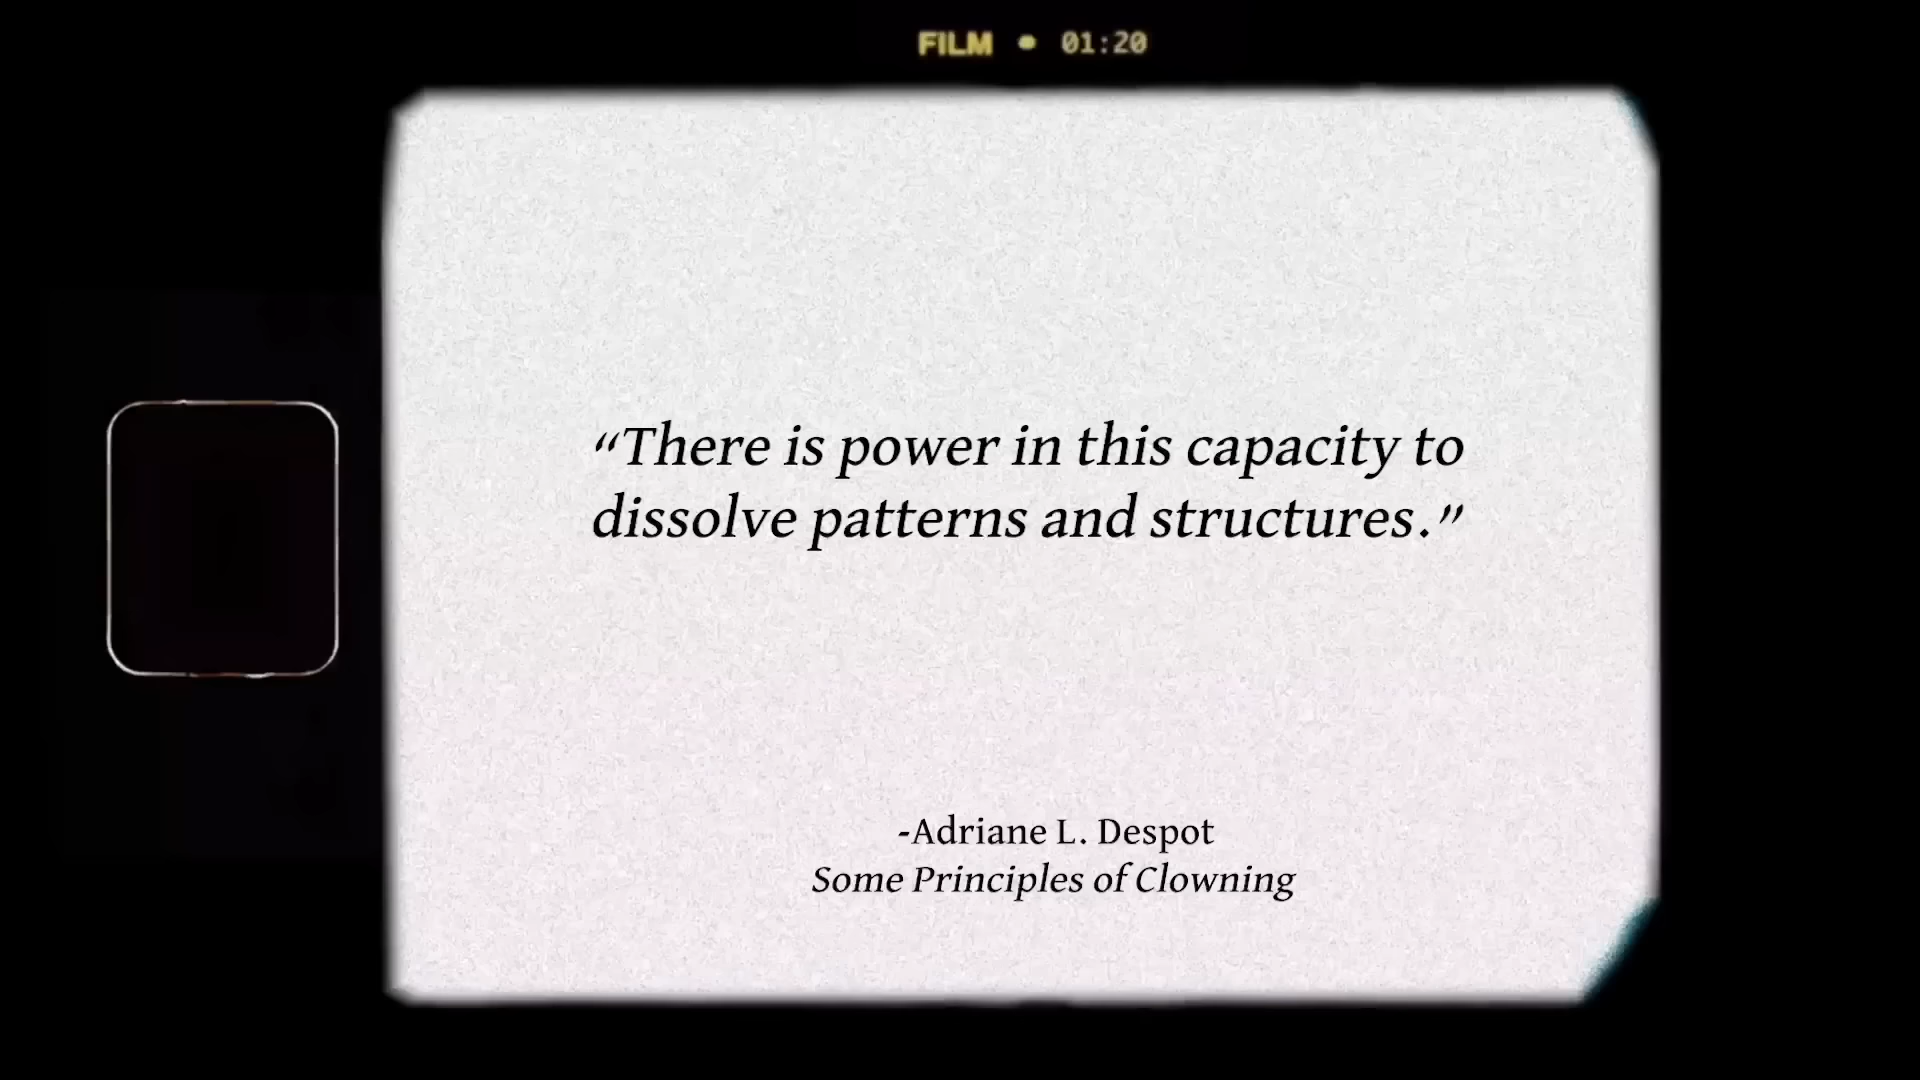 FILM • 01:20
“There is power in this capacity to
dissolve patterns and structures.”
-Adriane L. Despot
Some Principles of Clowning